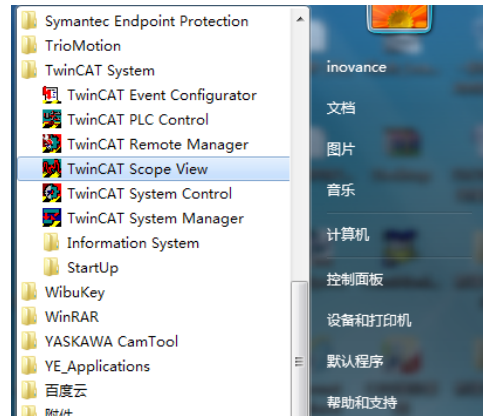 Symantec Endpoint Protection
TrioMotion
TwinCAT System
TwinCAT Event Configurator
TwinCAT PLC Control
TwinCAT Remote Manager
TwinCAT Scope View
TwinCAT System Control
TwinCAT System Manager
Information System
StartUp
WibuKey
WinRAR
YASKAWA CamTool
YE_Applications
百度云
附件
inovance
文档
图片
音乐
计算机
控制面板
设备和打印机
默认程序
帮助和支持